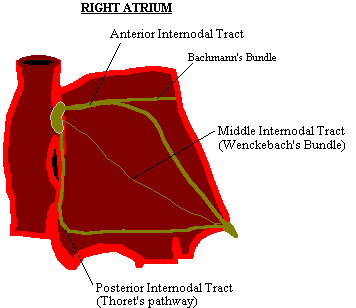 RIGHT ATRIUM
Anterior Internodal Tract
Bachmann's Bundle
Middle Internodal Tract
(Wenckebach's Bundle)
Posterior Internodal Tract
(Thoret's pathway)